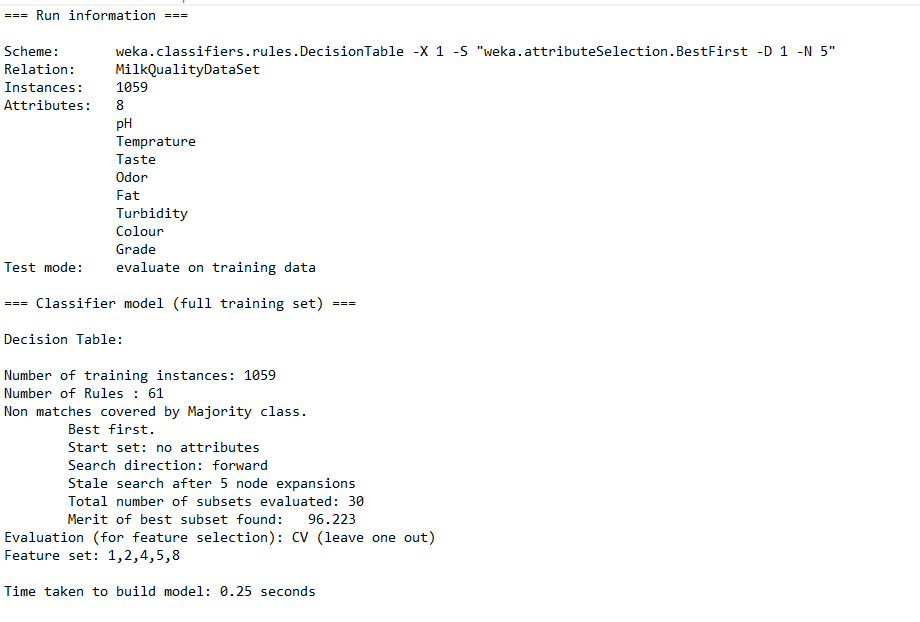 === Run information ===
Scheme: weka.classifiers.rules.DecisionTable -X 1 -S "weka.attributeSelection.BestFirst -D 1 -N 5"
Relation: MilkQualityDataSet
Instances: 1059
Attributes: 8
pH
Temprature
Taste
Odor
Fat
Turbidity
Colour
Grade
Test mode: evaluate on training data
=== Classifier model (full training set) ===
Decision Table:
Number of training instances: 1059
Number of Rules : 61
Non matches covered by Majority class.
Best first.
Start set: no attributes
Search direction: forward
Stale search after 5 node expansions
Total number of subsets evaluated: 30
Merit of best subset found: 96.223
Evaluation (for feature selection): CV (leave one out)
Feature set: 1,2,4,5,8
Time taken to build model: 0.25 seconds